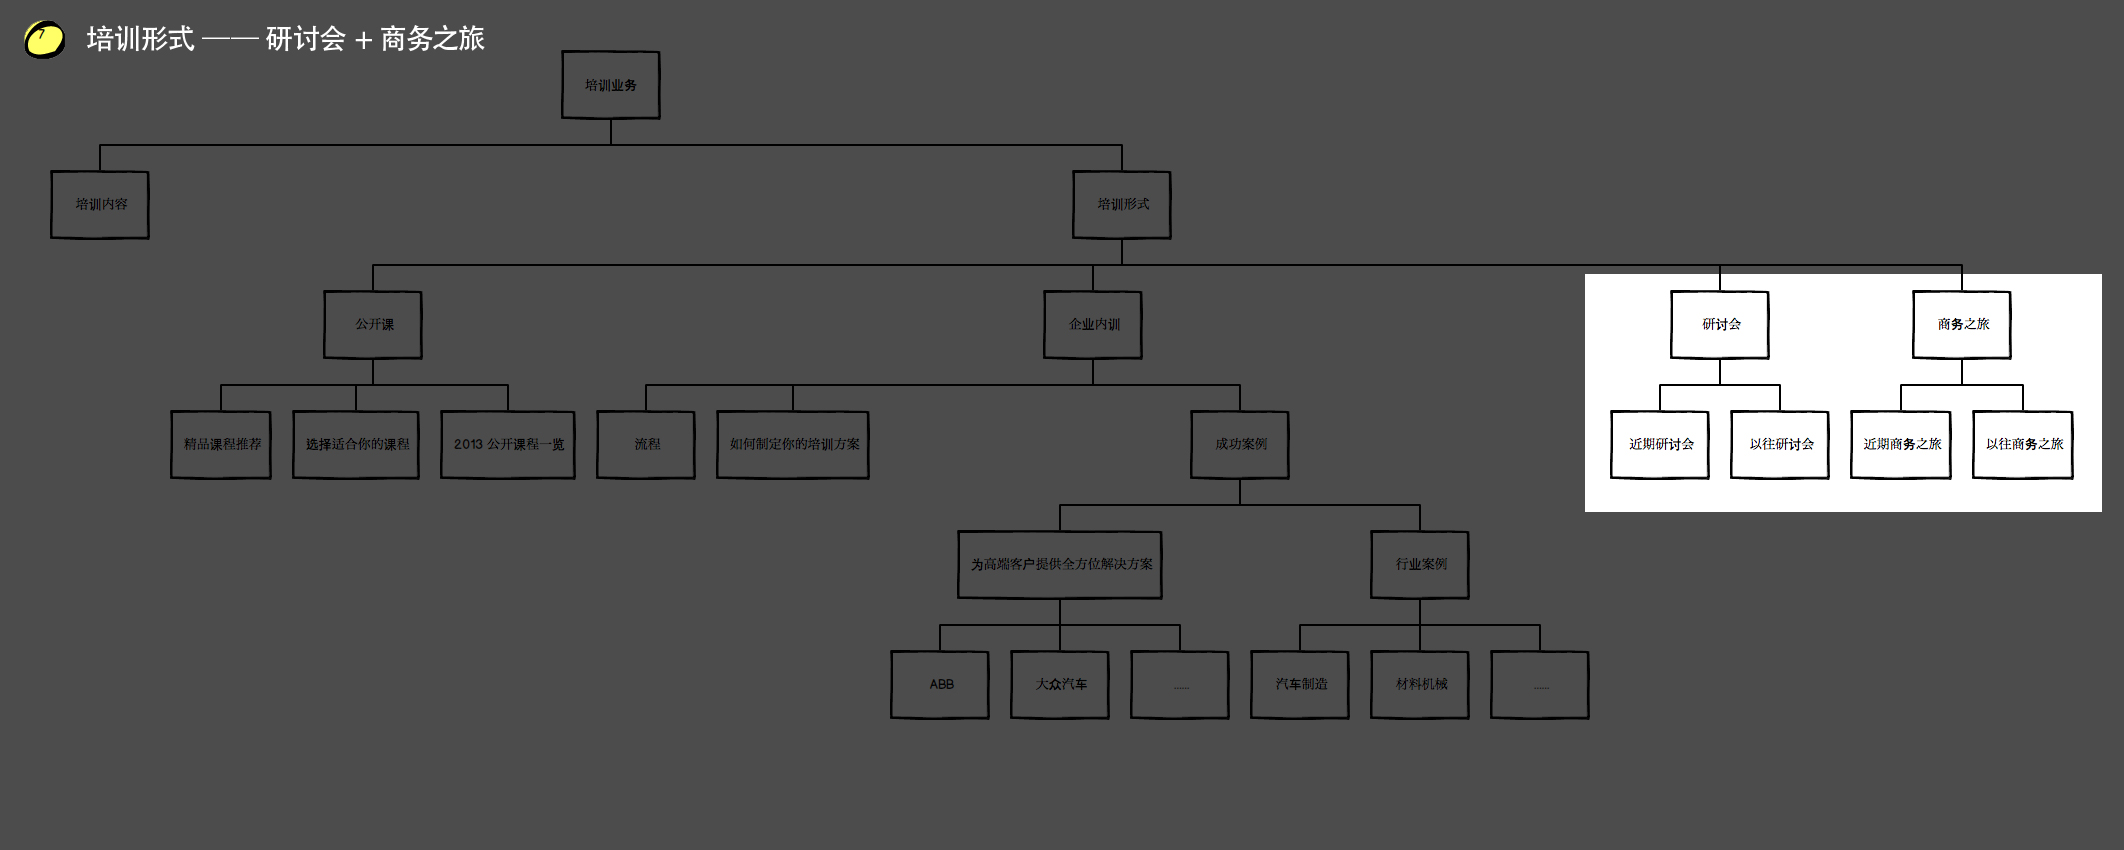 7
培训形式 —— 研讨会 + 商务之旅
培训业务
培训内容
培训形式
公开课
企业内训
研讨会
商务之旅
精品课程推荐
选择适合你的课程
2013 公开课程一览
流程
如何制定你的培训方案
成功案例
近期研讨会
以往研讨会
近期商务之旅
以往商务之旅
为高端客户提供全方位解决方案
行业案例
ABB
大众汽车
……
汽车制造
材料机械
……